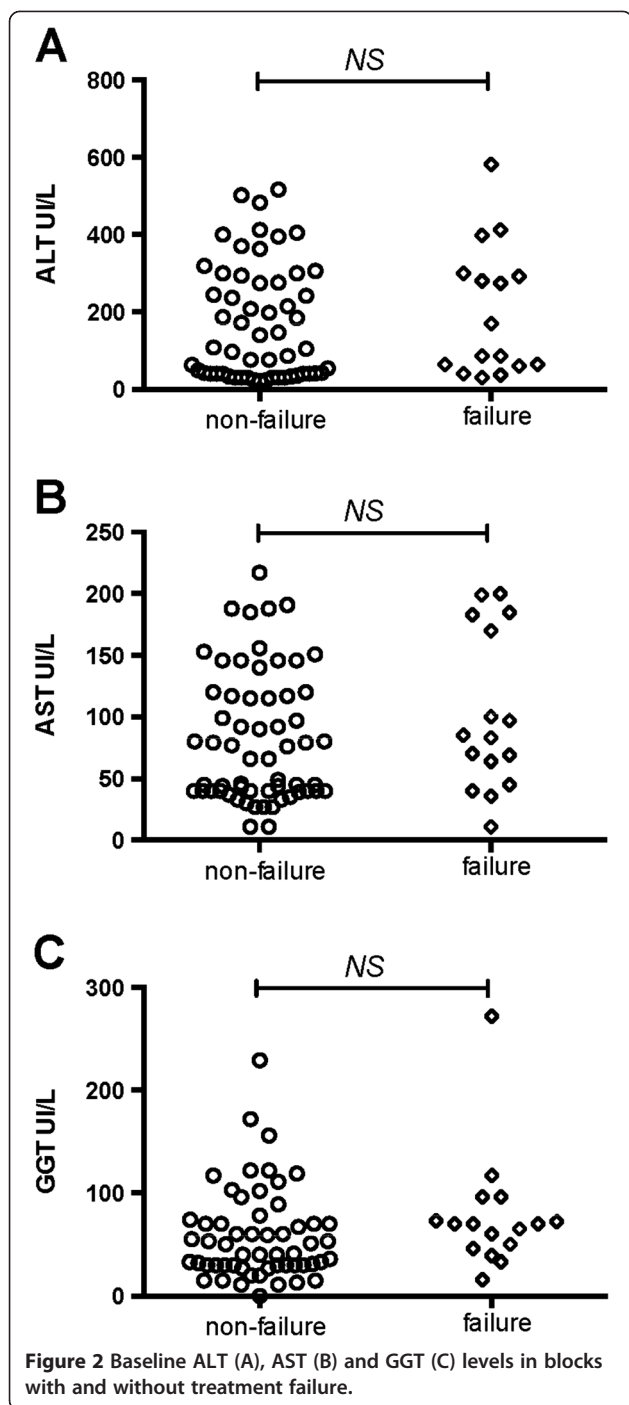 A
NS
800
600
400
200
0
ALT UI/L
non-failure failure
B
NS
250
200
150
100
50
0
AST UI/L
non-failure failure
C
NS
300
200
100
0
GGT UI/L
non-failure failure
Figure 2 Baseline ALT (A), AST (B) and GGT (C) levels in blocks
with and without treatment failure.